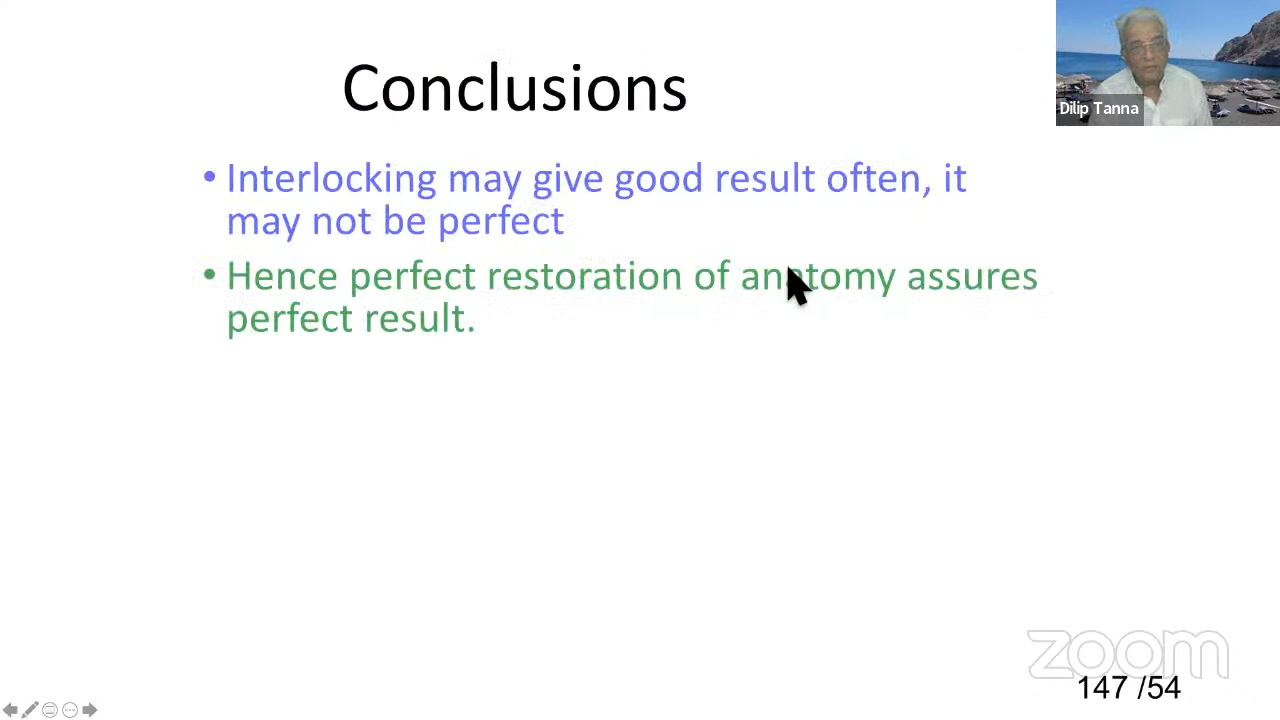 Conclusions
Dilip Tanna
• Interlocking may give good result often, it
may not be perfect
• Hence perfect restoration of anatomy assures
perfect result.
zoom
147 /54